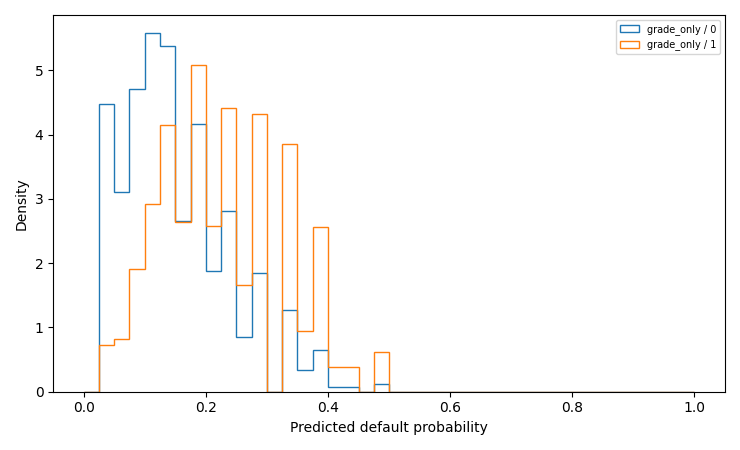 grade_only / 0
grade_only / 1
Density
5
4
3
2
1
0
0.0 0.2 0.4 0.6 0.8 1.0
Predicted default probability